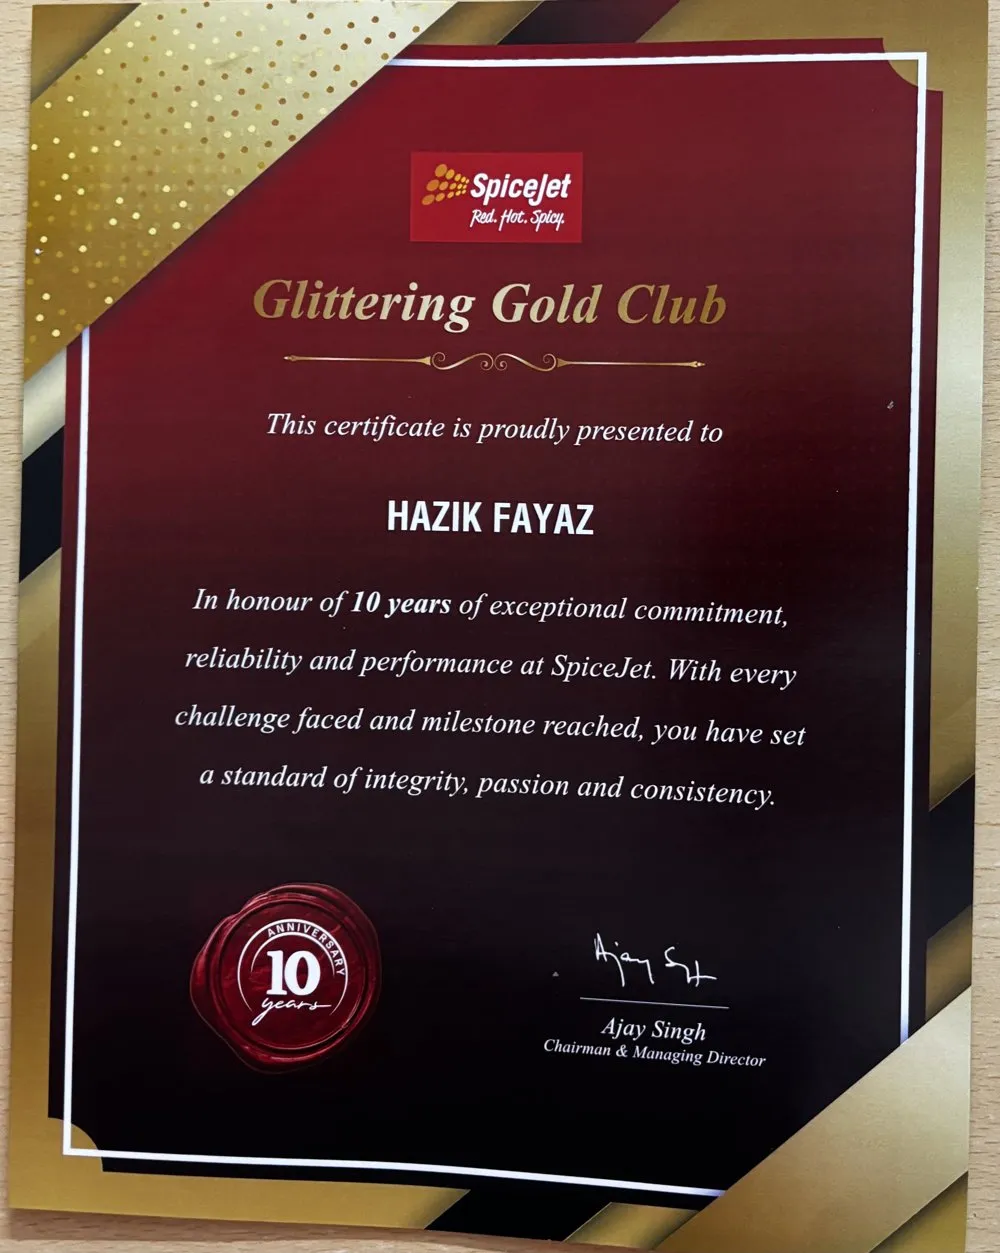 SpiceJet
Red. Hot. Spicy.
Glittering Gold Club
This certificate is proudly presented to
HAZIK FAYAZ
In honour of 10 years of exceptional commitment,
reliability and performance at SpiceJet. With every
challenge faced and milestone reached, you have set
a standard of integrity, passion and consistency.
ANNIVERSARY
10
years
Ajay Singh
Ajay Singh
Chairman & Managing Director